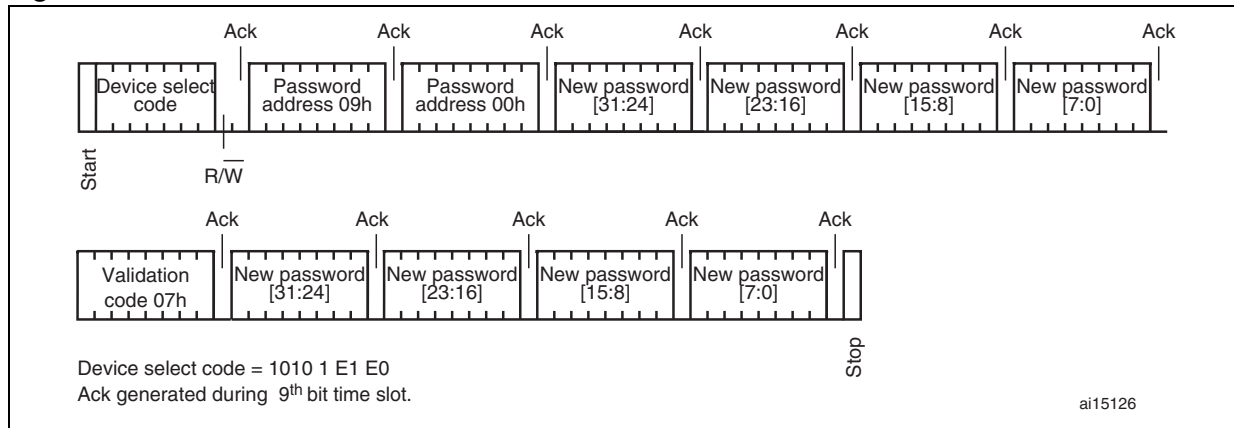 Ack Ack Ack Ack Ack Ack Ack
Device select Password Password New password New password New password New password
code address 09h address 00h [31:24] [23:16] [15:8] [7:0]
Start
R/W̅
Ack Ack Ack Ack Ack
Validation New password New password New password New password
code 07h [31:24] [23:16] [15:8] [7:0]
Stop
Device select code = 1010 1 E1 E0
Ack generated during 9th bit time slot.
ai15126